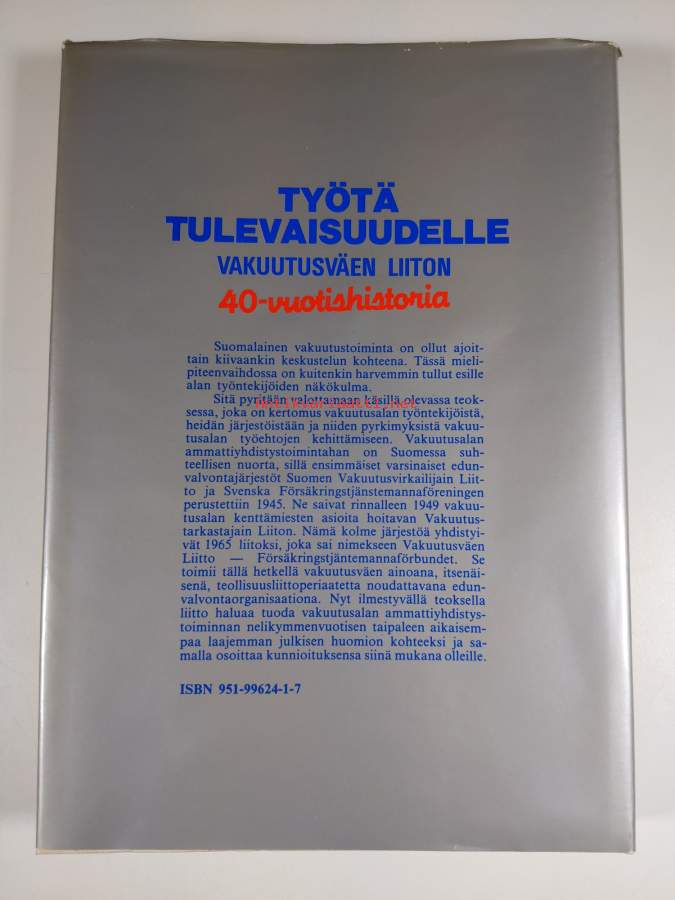 TYÖTÄ
TULEVAISUUDELLE
VAKUUTUSVÄEN LIITON
40-vuotishistoria
Suomalainen vakuutustoiminta on ollut ajoit-
tain kiivaankin keskustelun kohteena. Tässä mieli-
piteenvaihdossa on kuitenkin harvemmin tullut esille
alan työntekijöiden näkökulma.
Sitä pyritään valottamaan käsillä olevassa teok-
Antikvariaatti.net
sessa, joka on kertomus vakuutusalan työntekijöistä,
heidän järjestöistään ja niiden pyrkimyksistä vakuu-
tusalan työehtojen kehittämiseen. Vakuutusalan
ammattiyhdistystoimintahan on Suomessa suh-
teellisen nuorta, sillä ensimmäiset varsinaiset edun-
valvontajärjestöt Suomen Vakuutusvirkailijain Liit-
to ja Svenska Försäkringstjänstemannaföreningen
perustettiin 1945. Ne saivat rinnalleen 1949 vakuu-
tusalan kenttämiesten asioita hoitavan Vakuutus-
tarkastajain Liiton. Nämä kolme järjestöä yhdistyi-
vät 1965 liitoksi, joka sai nimekseen Vakuutusväen
Liitto — Försäkringstjäntemannaförbundet. Se
toimii tällä hetkellä vakuutusväen ainoana, itsenäi-
senä, teollisuusliittoperiaatetta noudattavana edun-
valvontaorganisaationa. Nyt ilmestyvällä teoksella
liitto haluaa tuoda vakuutusalan ammattiyhdistys-
toiminnan nelikymmenvuotisen taipaleen aikaisem-
paa laajemman julkisen huomion kohteeksi ja sa-
malla osoittaa kunnioituksensa siinä mukana olleille.
ISBN 951-99624-1-7